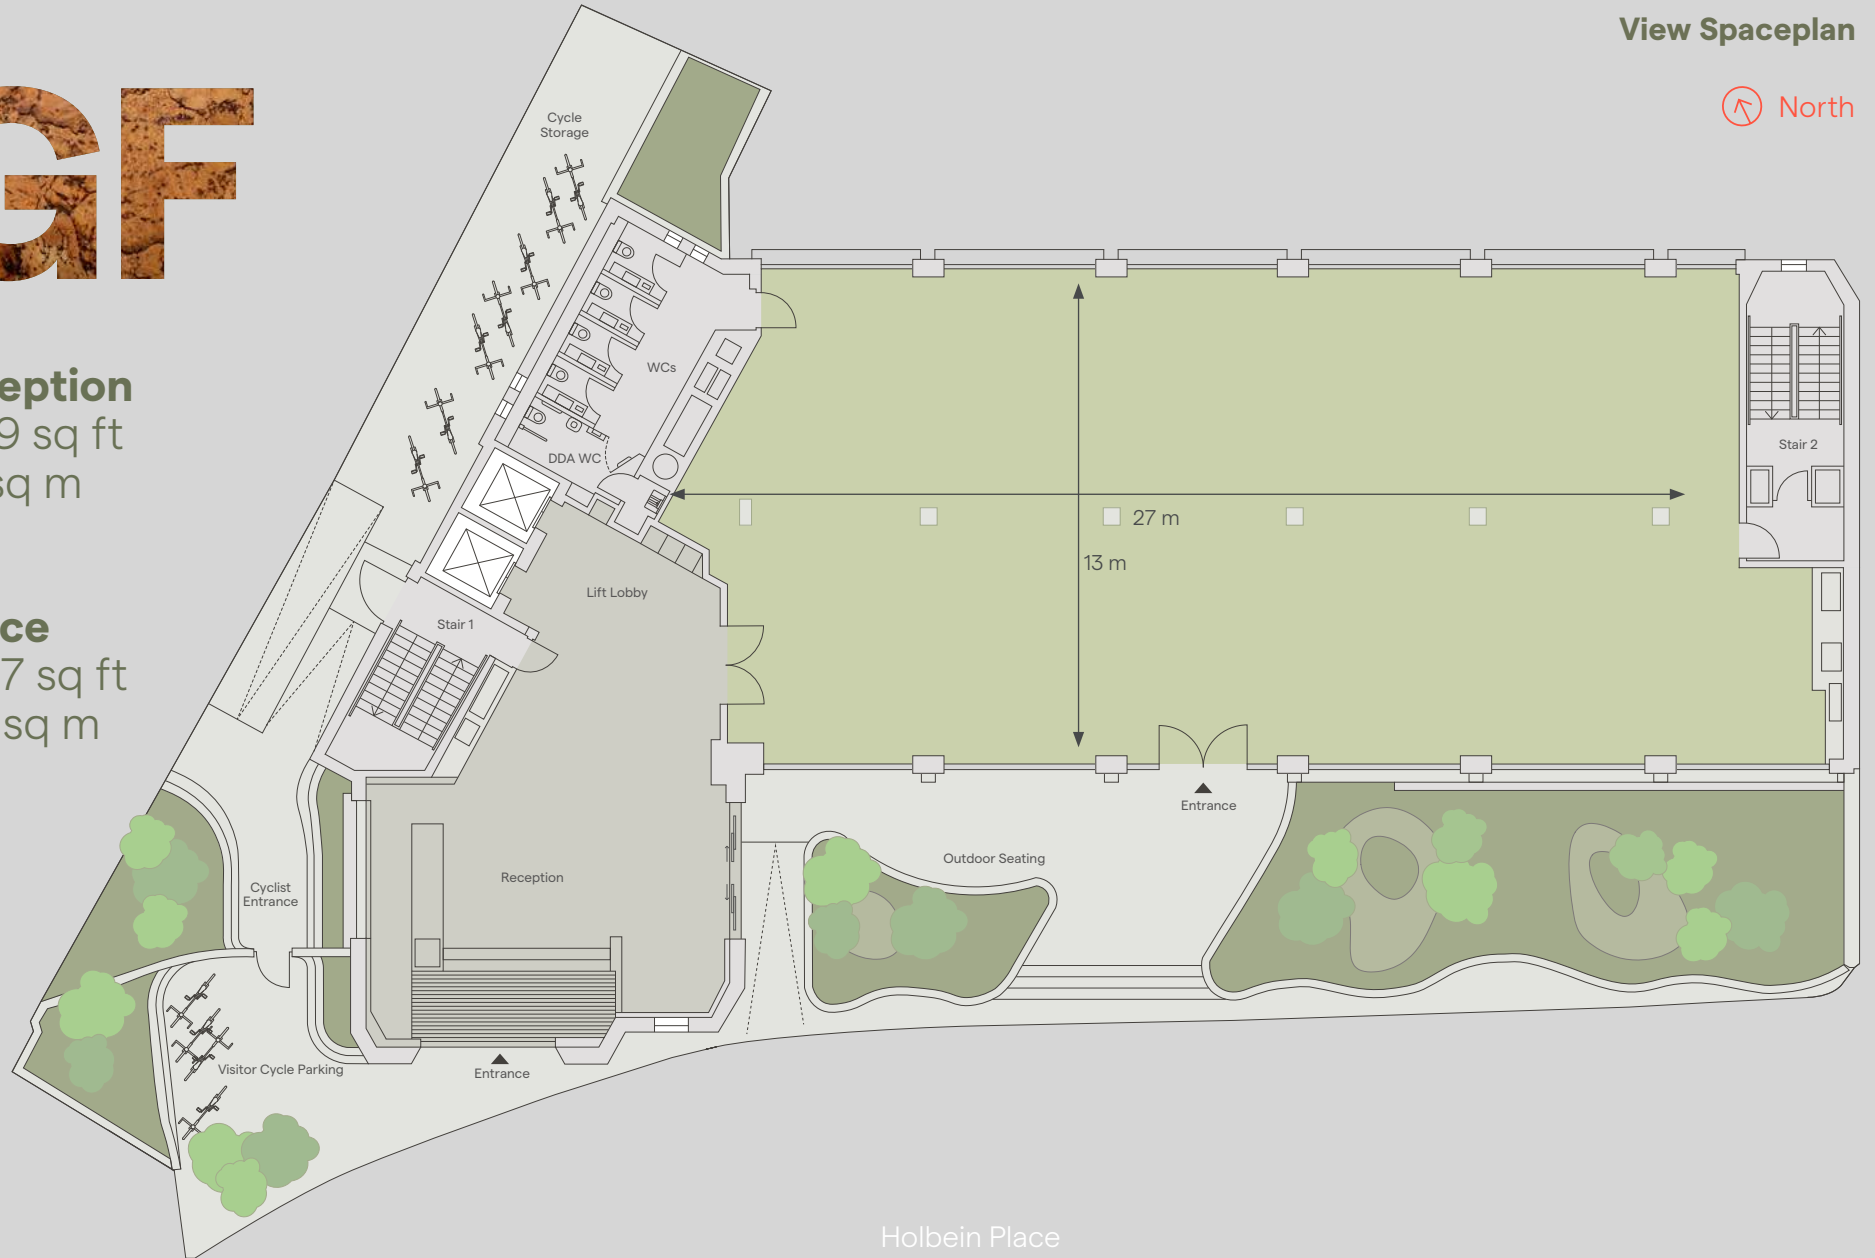 View Spaceplan
North
GF
eption
9 sq ft
sq m
ce
7 sq ft
sq m
Cycle
Storage
WCs
DDA WC
Lift Lobby
Stair 1
Stair 2
27 m
13 m
Entrance
Outdoor Seating
Reception
Cyclist
Entrance
Visitor Cycle Parking
Entrance
Holbein Place